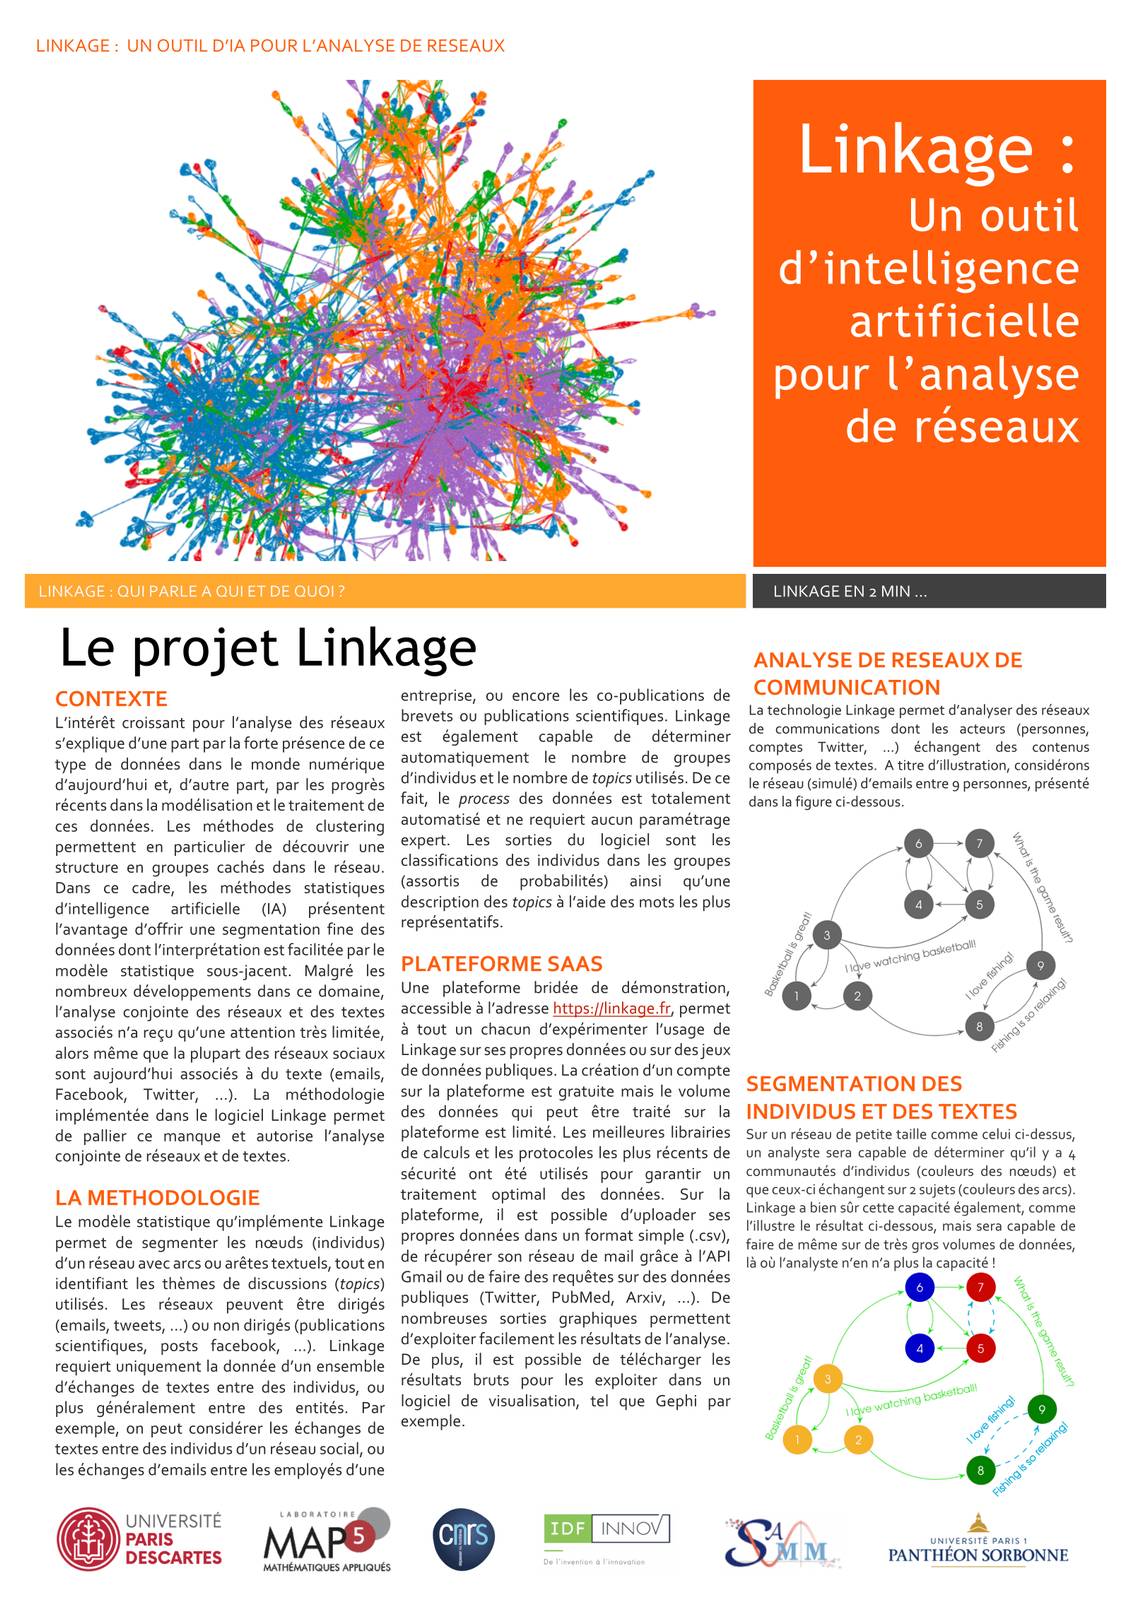 LINKAGE : UN OUTIL D’IA POUR L’ANALYSE DE RESEAUX
Linkage :
Un outil
d’intelligence
artificielle
pour l’analyse
de réseaux
LINKAGE : QUI PARLE A QUI ET DE QUOI ?
LINKAGE EN 2 MIN ...
Le projet Linkage
CONTEXTE
L’intérêt croissant pour l’analyse des réseaux
s’explique d’une part par la forte présence de ce
type de données dans le monde numérique
d’aujourd’hui et, d’autre part, par les progrès
récents dans la modélisation et le traitement de
ces données. Les méthodes de clustering
permettent en particulier de découvrir une
structure en groupes cachés dans le réseau.
Dans ce cadre, les méthodes statistiques
d’intelligence artificielle (IA) présentent
l’avantage d’offrir une segmentation fine des
données dont l’interprétation est facilitée par le
modèle statistique sous-jacent. Malgré les
nombreux développements dans ce domaine,
l’analyse conjointe des réseaux et des textes
associés n’a reçu qu’une attention très limitée,
alors même que la plupart des réseaux sociaux
sont aujourd’hui associés à du texte (emails,
Facebook, Twitter, ...). La méthodologie
implémentée dans le logiciel Linkage permet
de pallier ce manque et autorise l’analyse
conjointe de réseaux et de textes.
LA METHODOLOGIE
Le modèle statistique qu’implémente Linkage
permet de segmenter les nœuds (individus)
d’un réseau avec arcs ou arêtes textuels, tout en
identifiant les thèmes de discussions (topics)
utilisés. Les réseaux peuvent être dirigés
(emails, tweets, ...) ou non dirigés (publications
scientifiques, posts facebook, ...). Linkage
requiert uniquement la donnée d’un ensemble
d’échanges de textes entre des individus, ou
plus généralement entre des entités. Par
exemple, on peut considérer les échanges de
textes entre des individus d’un réseau social, ou
les échanges d’emails entre les employés d’une
entreprise, ou encore les co-publications de
brevets ou publications scientifiques. Linkage
est également capable de déterminer
automatiquement le nombre de groupes
d’individus et le nombre de topics utilisés. De ce
fait, le process des données est totalement
automatisé et ne requiert aucun paramétrage
expert. Les sorties du logiciel sont les
classifications des individus dans les groupes
(assortis de probabilités) ainsi qu’une
description des topics à l’aide des mots les plus
représentatifs.
PLATEFORME SAAS
Une plateforme bridée de démonstration,
accessible à l’adresse https://linkage.fr, permet
à tout un chacun d’expérimenter l’usage de
Linkage sur ses propres données ou sur des jeux
de données publiques. La création d’un compte
sur la plateforme est gratuite mais le volume
des données qui peut être traité sur la
plateforme est limité. Les meilleures librairies
de calculs et les protocoles les plus récents de
sécurité ont été utilisés pour garantir un
traitement optimal des données. Sur la
plateforme, il est possible d’uploader ses
propres données dans un format simple (.csv),
de récupérer son réseau de mail grâce à l’API
Gmail ou de faire des requêtes sur des données
publiques (Twitter, PubMed, Arxiv, ...). De
nombreuses sorties graphiques permettent
d’exploiter facilement les résultats de l’analyse.
De plus, il est possible de télécharger les
résultats bruts pour les exploiter dans un
logiciel de visualisation, tel que Gephi par
exemple.
ANALYSE DE RESEAUX DE
COMMUNICATION
La technologie Linkage permet d’analyser des réseaux
de communications dont les acteurs (personnes,
comptes Twitter, ...) échangent des contenus
composés de textes. A titre d’illustration, considérons
le réseau (simulé) d’emails entre 9 personnes, présenté
dans la figure ci-dessous.
6
7
What is the game result?
4
5
3
Basketball is great!
I love watching basketball!
9
I love fishing!
1
2
8
Fishing is so relaxing!
SEGMENTATION DES
INDIVIDUS ET DES TEXTES
Sur un réseau de petite taille comme celui ci-dessus,
un analyste sera capable de déterminer qu’il y a 4
communautés d’individus (couleurs des nœuds) et
que ceux-ci échangent sur 2 sujets (couleurs des arcs).
Linkage a bien sûr cette capacité également, comme
l’illustre le résultat ci-dessous, mais sera capable de
faire de même sur de très gros volumes de données,
là où l’analyste n’en n’a plus la capacité !
6
7
What is the game result?
4
5
3
Basketball is great!
I love watching basketball!
9
I love fishing!
1
2
8
Fishing is so relaxing!
UNIVERSITÉ
PARIS
DESCARTES
LABORATOIRE
MAP5
MATHÉMATIQUES APPLIQUÉS
cnrs
IDF INNOV
De l’invention à l’innovation
SAMM
UNIVERSITÉ PARIS 1
PANTHÉON SORBONNE